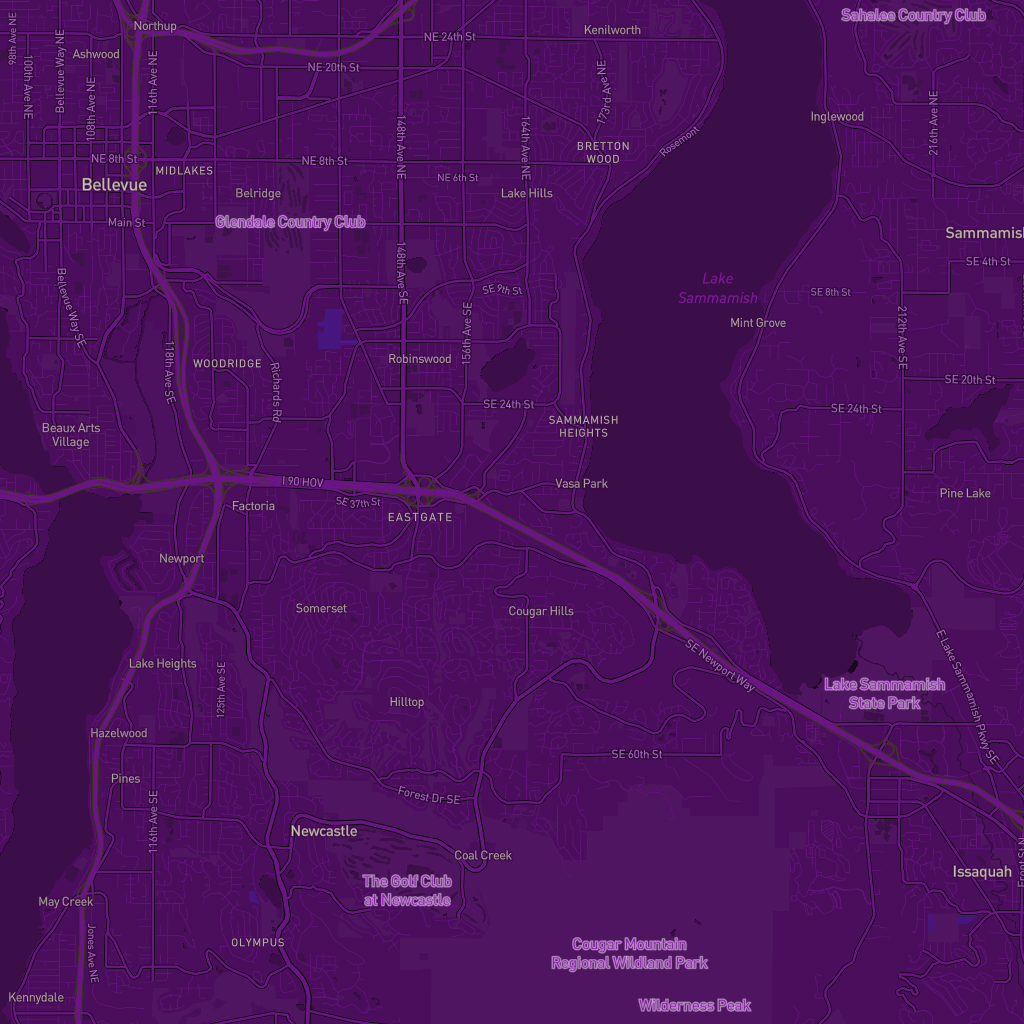 Sahalee Country Club
Northup
Kenilworth
NE 24th St
98th Ave NE
Ashwood
NE 20th St
100th Ave NE
Bellevue Way NE
108th Ave NE
116th Ave NE
148th Ave NE
164th Ave NE
173rd Ave NE
Inglewood
216th Ave NE
Rosemont
BRETTON
WOOD
NE 8th St
NE 8th St
MIDLAKES
NE 6th St
Bellevue
Belridge
Lake Hills
Main St
Glendale Country Club
Sammamish
SE 4th St
Bellevue Way SE
148th Ave SE
Lake
Sammamish
SE 9th St
SE 8th St
156th Ave SE
Mint Grove
212th Ave SE
118th Ave SE
WOODRIDGE
Robinswood
Richards Rd
SE 20th St
SE 24th St
SE 24th St
Beaux Arts
Village
SAMMAMISH
HEIGHTS
I 90 HOV
Vasa Park
Pine Lake
Factoria
SE 37th St
EASTGATE
Newport
Somerset
Cougar Hills
Lake Heights
125th Ave SE
SE Newport Way
E Lake Sammamish Pkwy SE
Lake Sammamish
State Park
Hilltop
Hazelwood
SE 60th St
Pines
Forest Dr SE
116th Ave SE
Newcastle
Coal Creek
Front St N
Issaquah
The Golf Club
at Newcastle
May Creek
Jones Ave NE
OLYMPUS
Cougar Mountain
Regional Wildland Park
Kennydale
Wilderness Peak